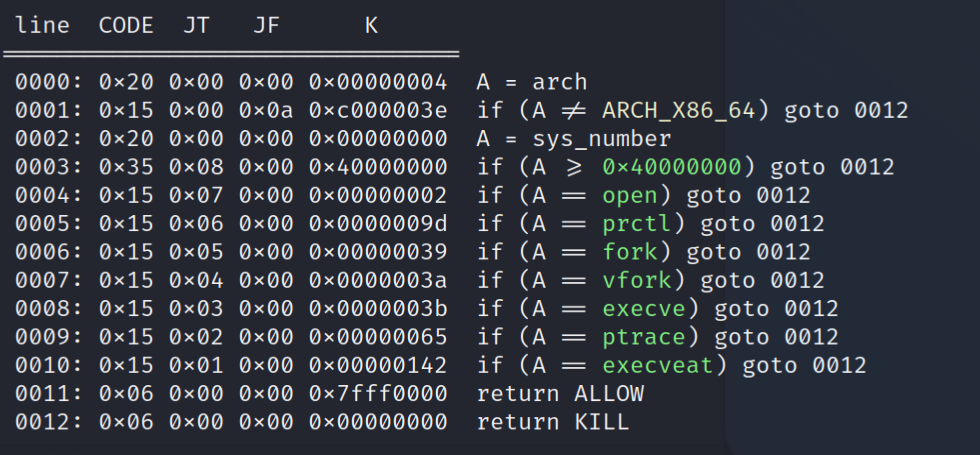 line  CODE  JT   JF      K
=================================
0000: 0x20 0x00 0x00 0x00000004  A = arch
0001: 0x15 0x00 0x0a 0xc000003e  if (A ≠ ARCH_X86_64) goto 0012
0002: 0x20 0x00 0x00 0x00000000  A = sys_number
0003: 0x35 0x08 0x00 0x40000000  if (A ≥ 0x40000000) goto 0012
0004: 0x15 0x07 0x00 0x00000002  if (A == open) goto 0012
0005: 0x15 0x06 0x00 0x0000009d  if (A == prctl) goto 0012
0006: 0x15 0x05 0x00 0x00000039  if (A == fork) goto 0012
0007: 0x15 0x04 0x00 0x0000003a  if (A == vfork) goto 0012
0008: 0x15 0x03 0x00 0x0000003b  if (A == execve) goto 0012
0009: 0x15 0x02 0x00 0x00000065  if (A == ptrace) goto 0012
0010: 0x15 0x01 0x00 0x00000142  if (A == execveat) goto 0012
0011: 0x06 0x00 0x00 0x7fff0000  return ALLOW
0012: 0x06 0x00 0x00 0x00000000  return KILL